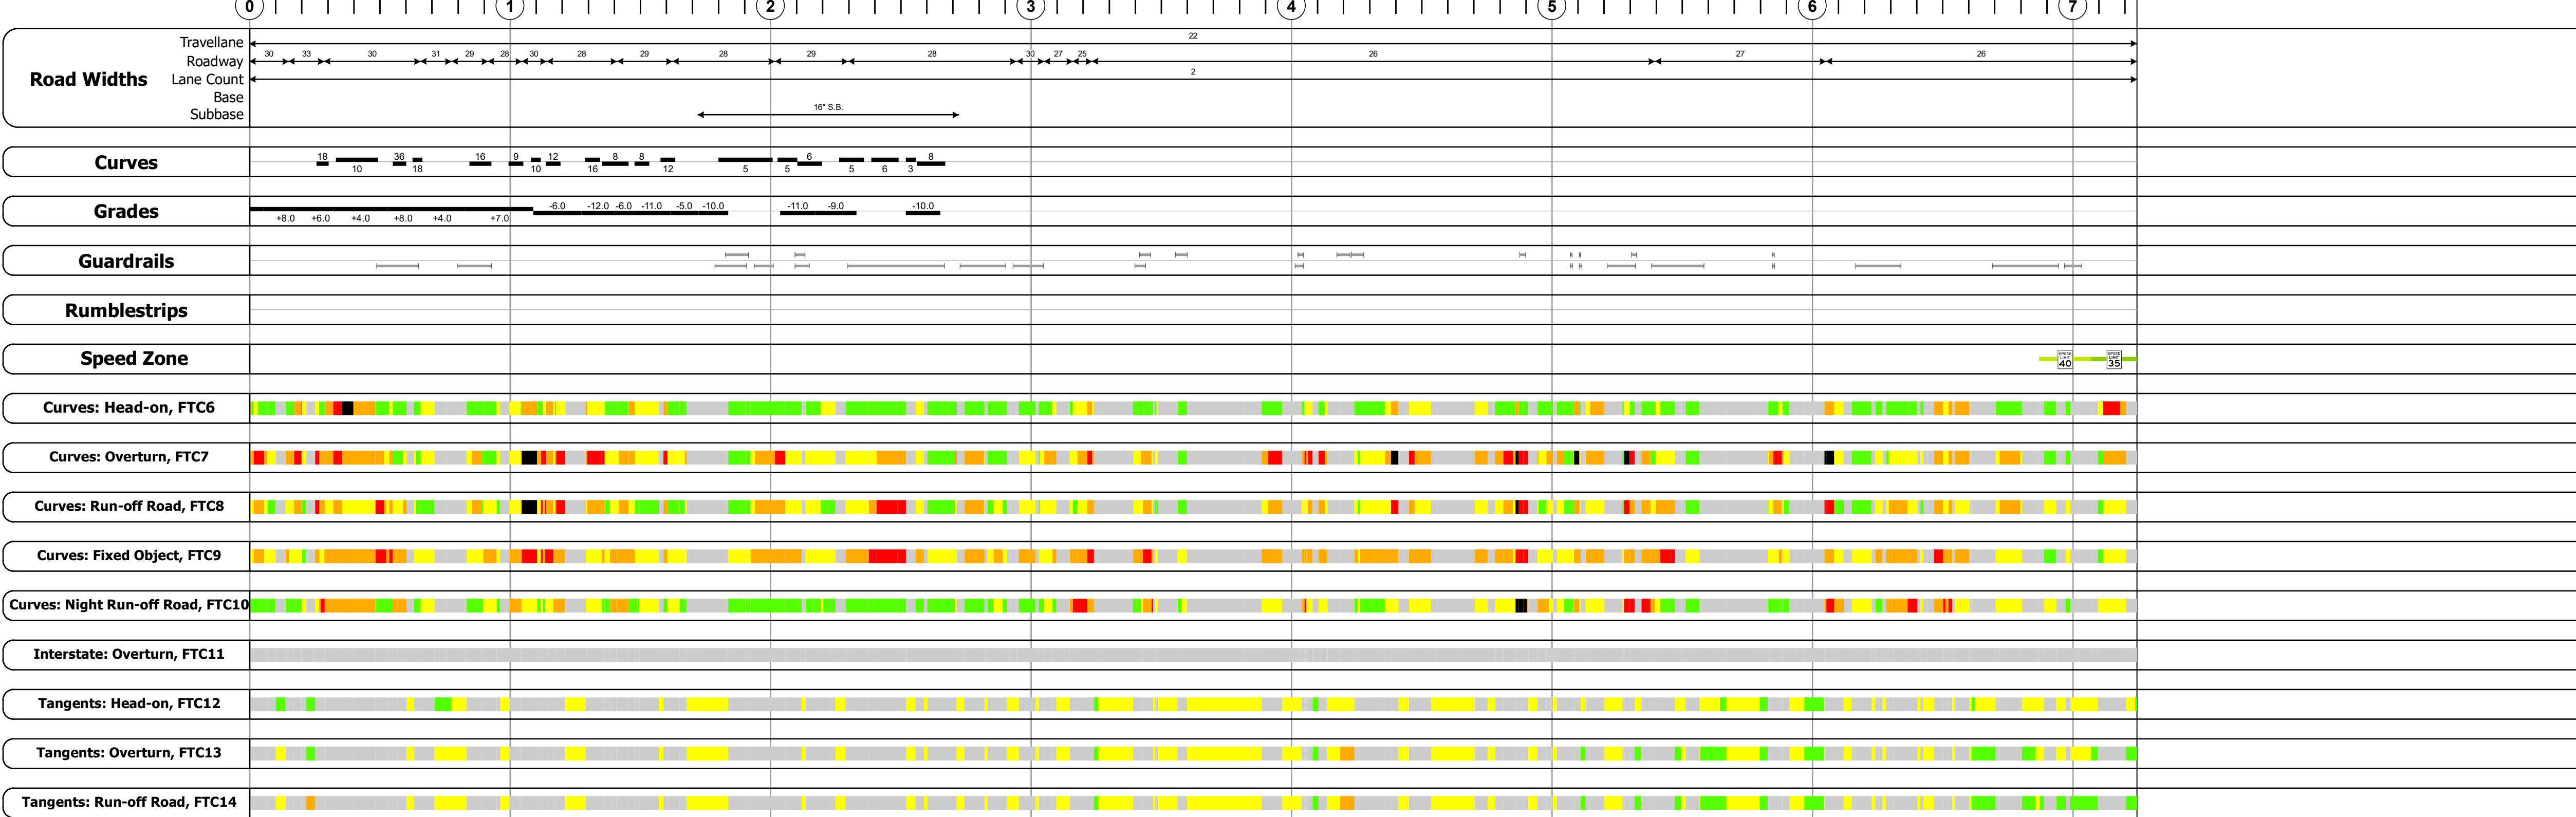 0 1 2 3 4 5 6 7
Road Widths
Travellane 22
30 33 30 31 29 28 30 28 29 28 29 28 30 27 25 26 27 26
Roadway
Lane Count 2
Base
Subbase 16" S.B.
18 36 16 9 12 8 8 6 8
Curves
10 18 10 16 12 5 5 5 6 3
-6.0 -12.0 -6.0 -11.0 -5.0 -10.0 -11.0 -9.0 -10.0
Grades
+8.0 +6.0 +4.0 +8.0 +4.0 +7.0
Guardrails
Rumblestrips
Speed Zone
SPEED LIMIT 40
SPEED LIMIT 35
Curves: Head-on, FTC6
Curves: Overturn, FTC7
Curves: Run-off Road, FTC8
Curves: Fixed Object, FTC9
Curves: Night Run-off Road, FTC10
Interstate: Overturn, FTC11
Tangents: Head-on, FTC12
Tangents: Overturn, FTC13
Tangents: Run-off Road, FTC14